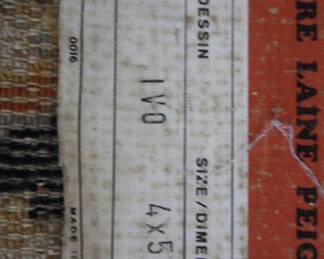 RE LAINE PEIG
DESSIN SIZE / DIME
IVO 4x5
0016 MADE I